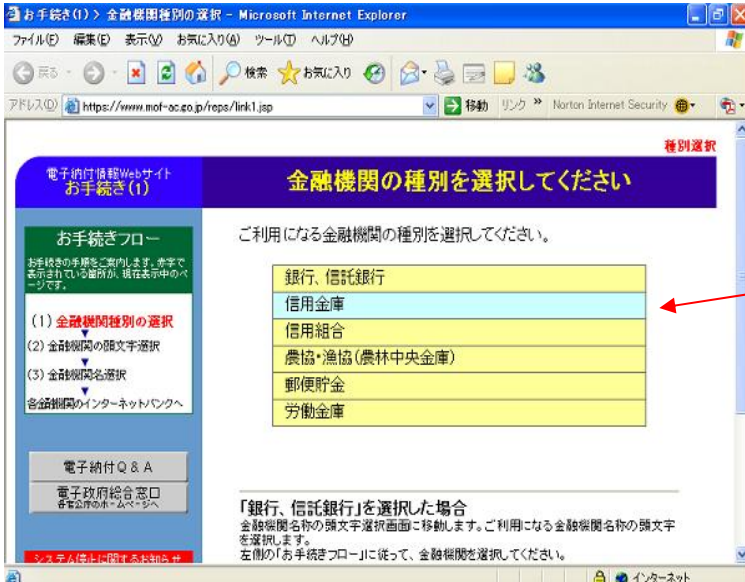 お手続き(1) > 金融機関種別の選択 - Microsoft Internet Explorer
ファイル(F) 編集(E) 表示(V) お気に入り(A) ツール(T) ヘルプ(H)
戻る 検索 お気に入り
アドレス(D) https://www.mof-ac.go.jp/reps/link1.jsp 移動 リンク » Norton Internet Security
種別選択
電子納付情報Webサイト
お手続き(1)
金融機関の種別を選択してください
お手続きフロー
お手続きの手順をご案内します。赤字で
表示されている箇所が、現在表示中のペ
ージです。
(1) 金融機関種別の選択
(2) 金融機関の頭文字選択
(3) 金融機関名選択
各金融機関のインターネットバンクへ
電子納付Q&A
電子政府総合窓口
各官公庁のホームページへ
システム停止に関するお知らせ
ご利用になる金融機関の種別を選択してください。
銀行、信託銀行
信用金庫
信用組合
農協・漁協(農林中央金庫)
郵便貯金
労働金庫
「銀行、信託銀行」を選択した場合
金融機関名称の頭文字選択画面に移動します。ご利用になる金融機関名称の頭文字
を選択します。
左側の「お手続きフロー」に従って、金融機関を選択してください。
インターネット